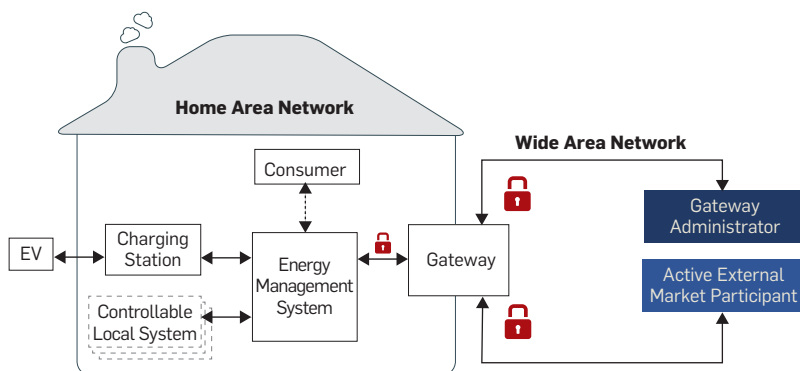 Home Area Network
Wide Area Network
Consumer
Gateway
Administrator
EV
Charging
Station
Energy
Management
System
Gateway
Active External
Market Participant
Controllable
Local System